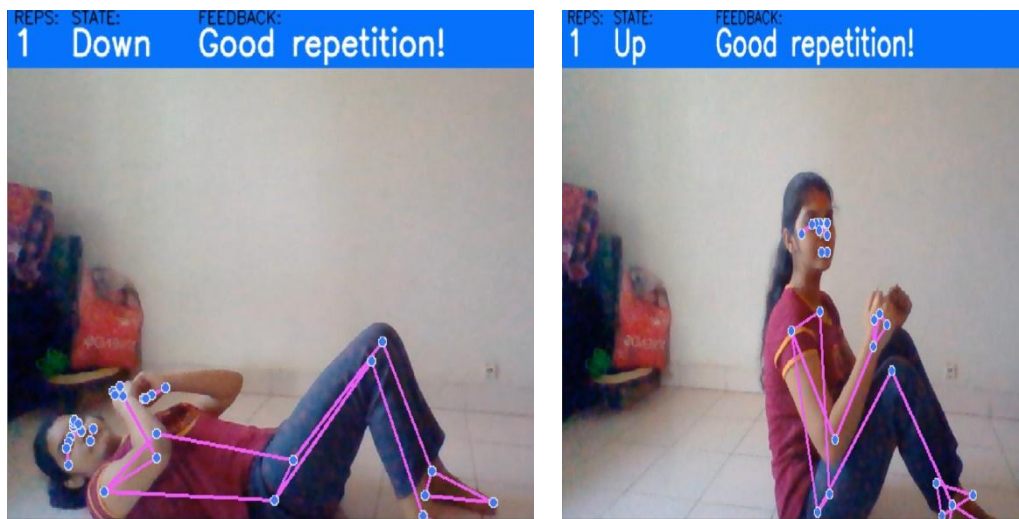 REPS: STATE: FEEDBACK:
1 Down Good repetition!
REPS: STATE: FEEDBACK:
1 Up Good repetition!